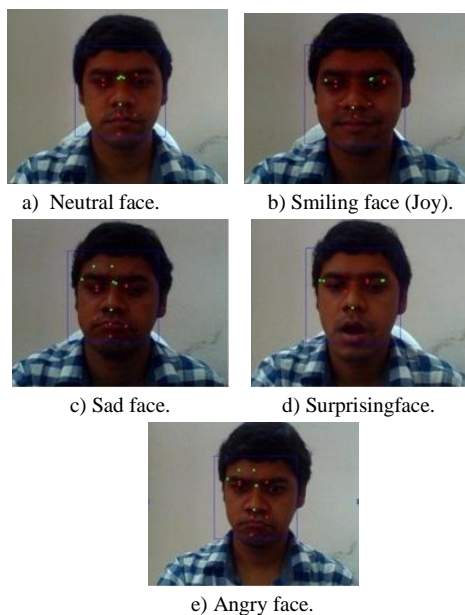 a) Neutral face.
b) Smiling face (Joy).
c) Sad face.
d) Surprisingface.
e) Angry face.